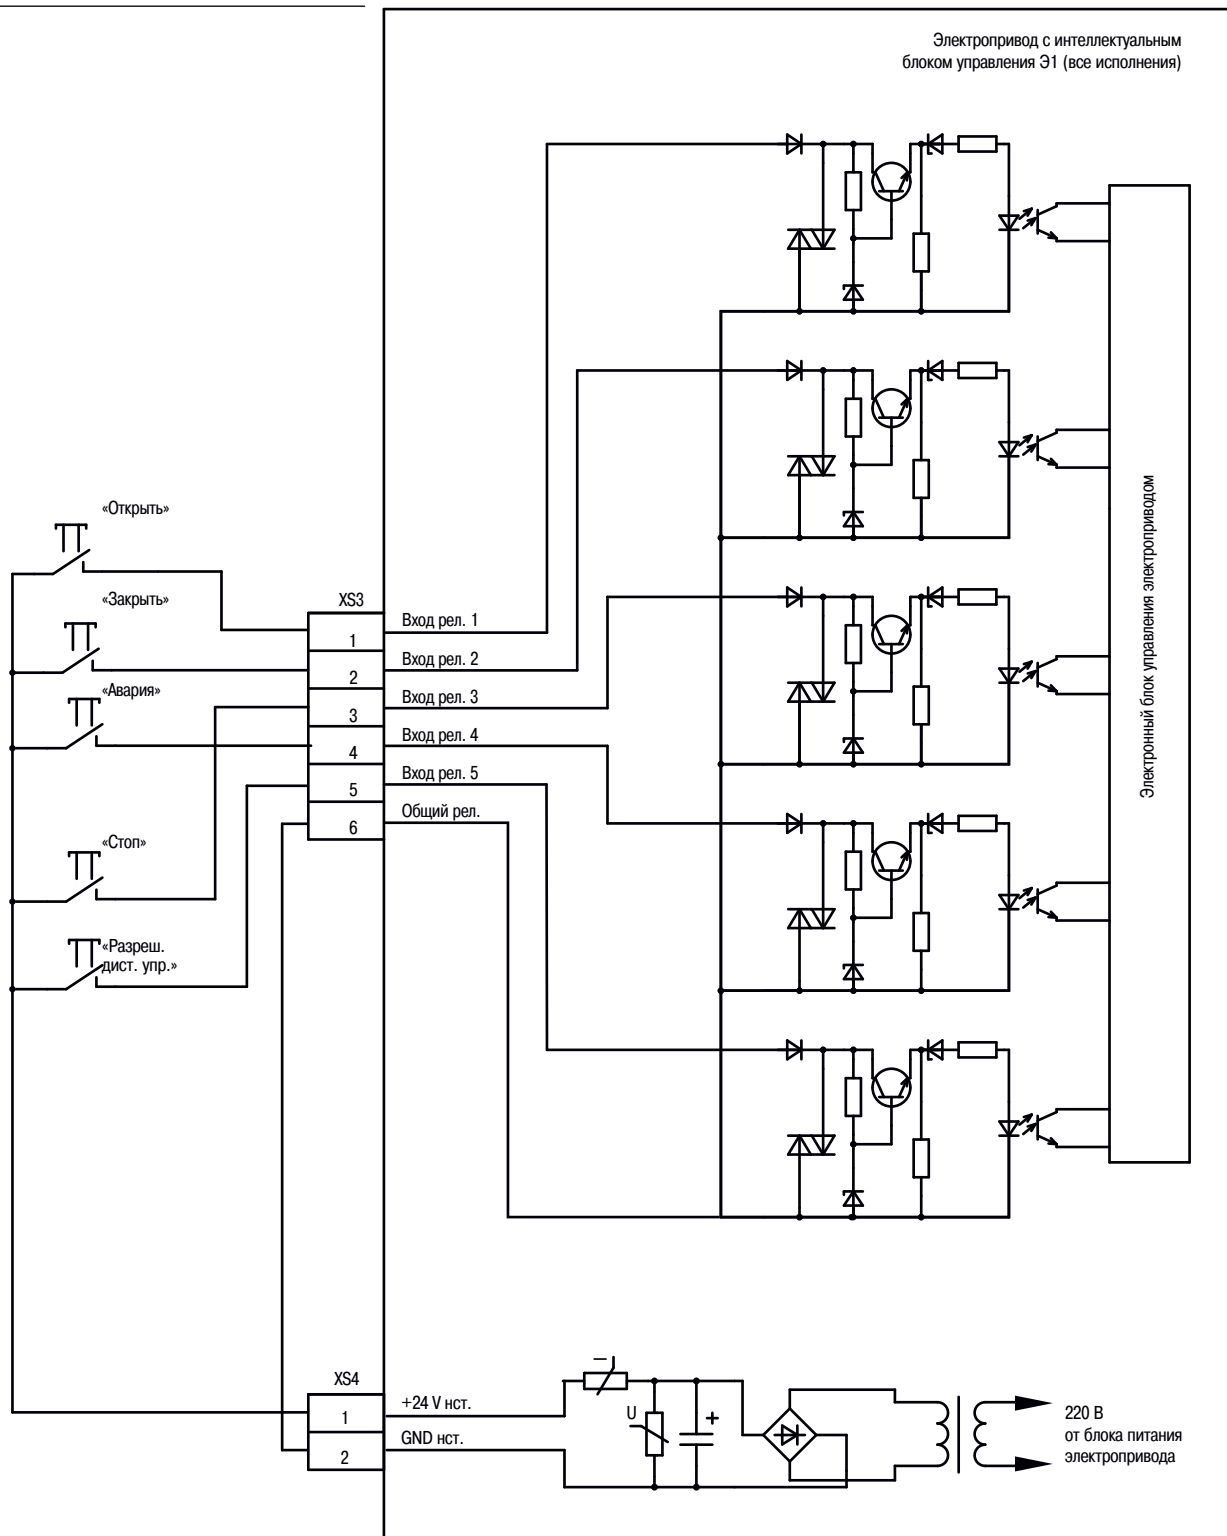 Электропривод с интеллектуальным
блоком управления Э1 (все исполнения)
«Открыть»
«Закрыть»
«Авария»
«Стоп»
«Разреш.
дист. упр.»
XS3
1
2
3
4
5
6
Вход рел. 1
Вход рел. 2
Вход рел. 3
Вход рел. 4
Вход рел. 5
Общий рел.
Электронный блок управления электроприводом
XS4
1
2
+24 V нст.
GND нст.
U
+
220 В
от блока питания
электропривода